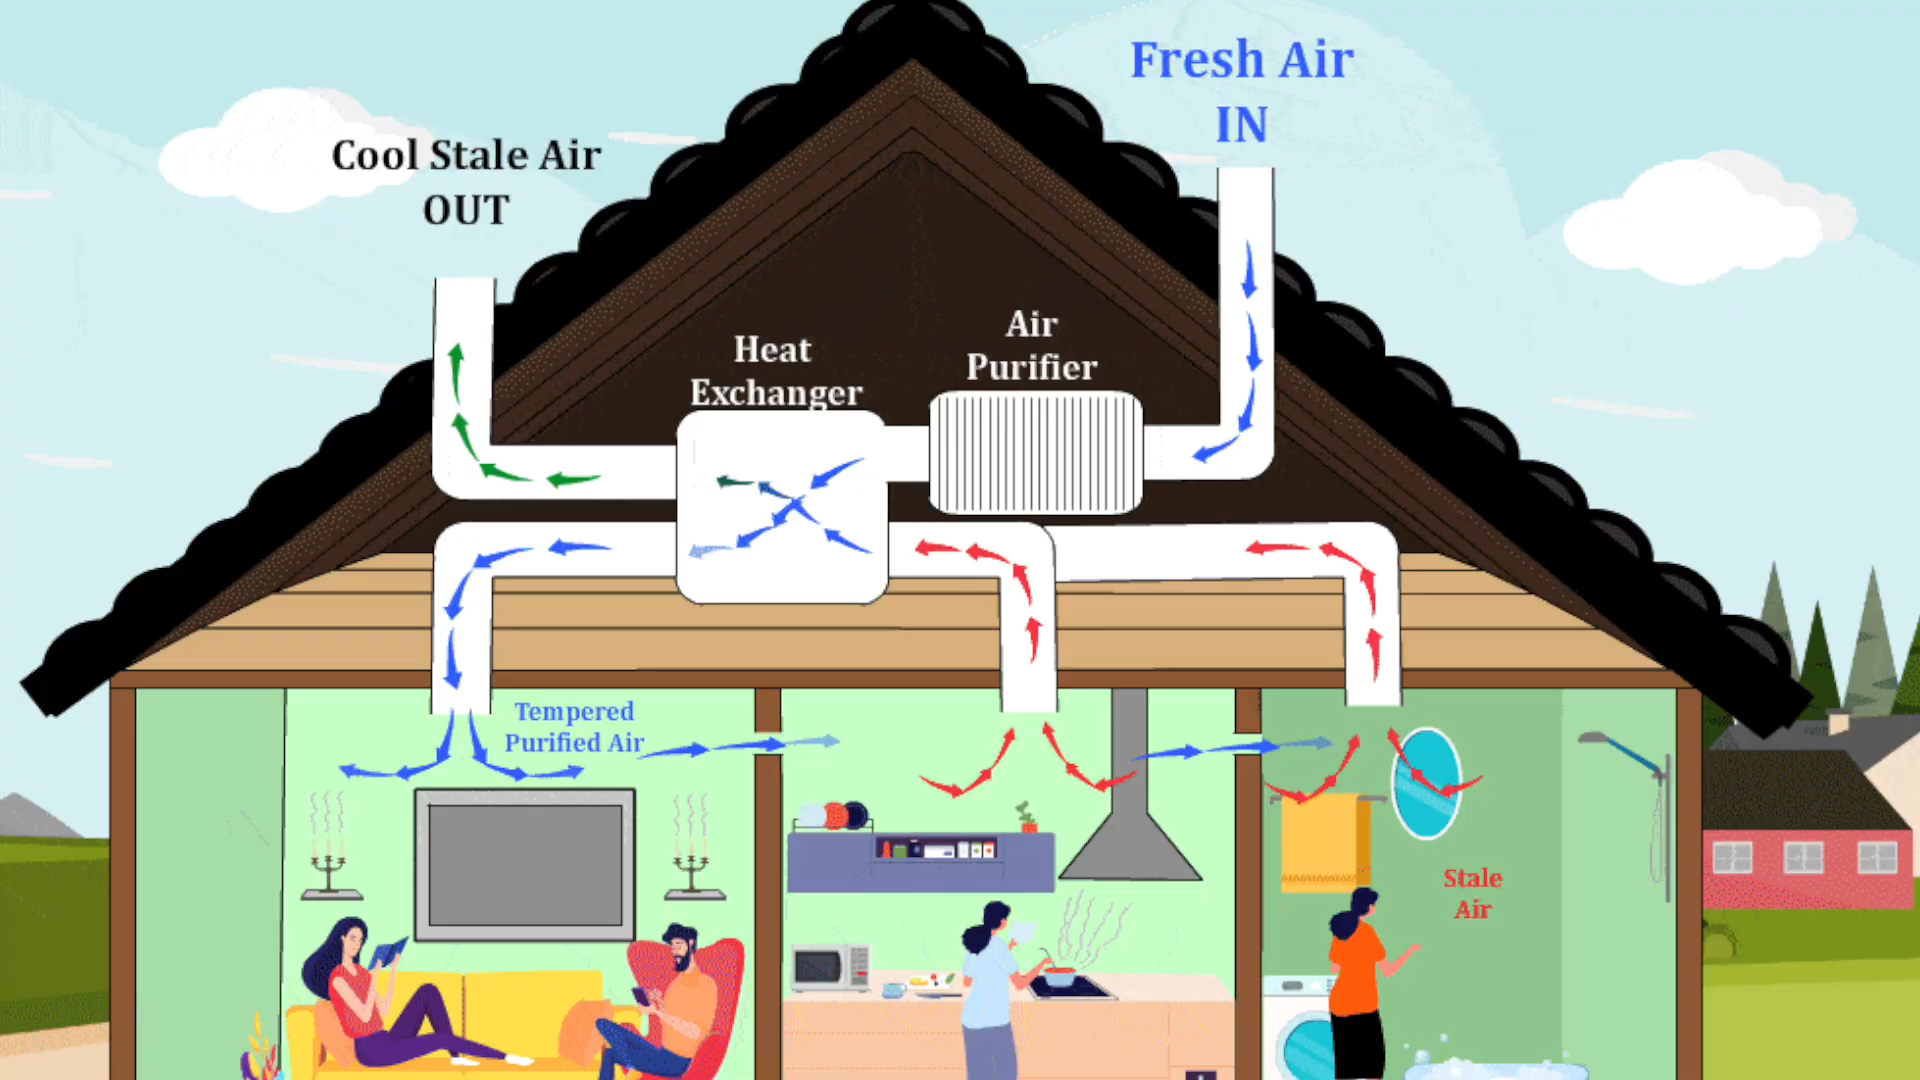 Fresh Air
IN
Cool Stale Air
OUT
Air
Purifier
Heat
Exchanger
Tempered
Purified Air
Stale
Air